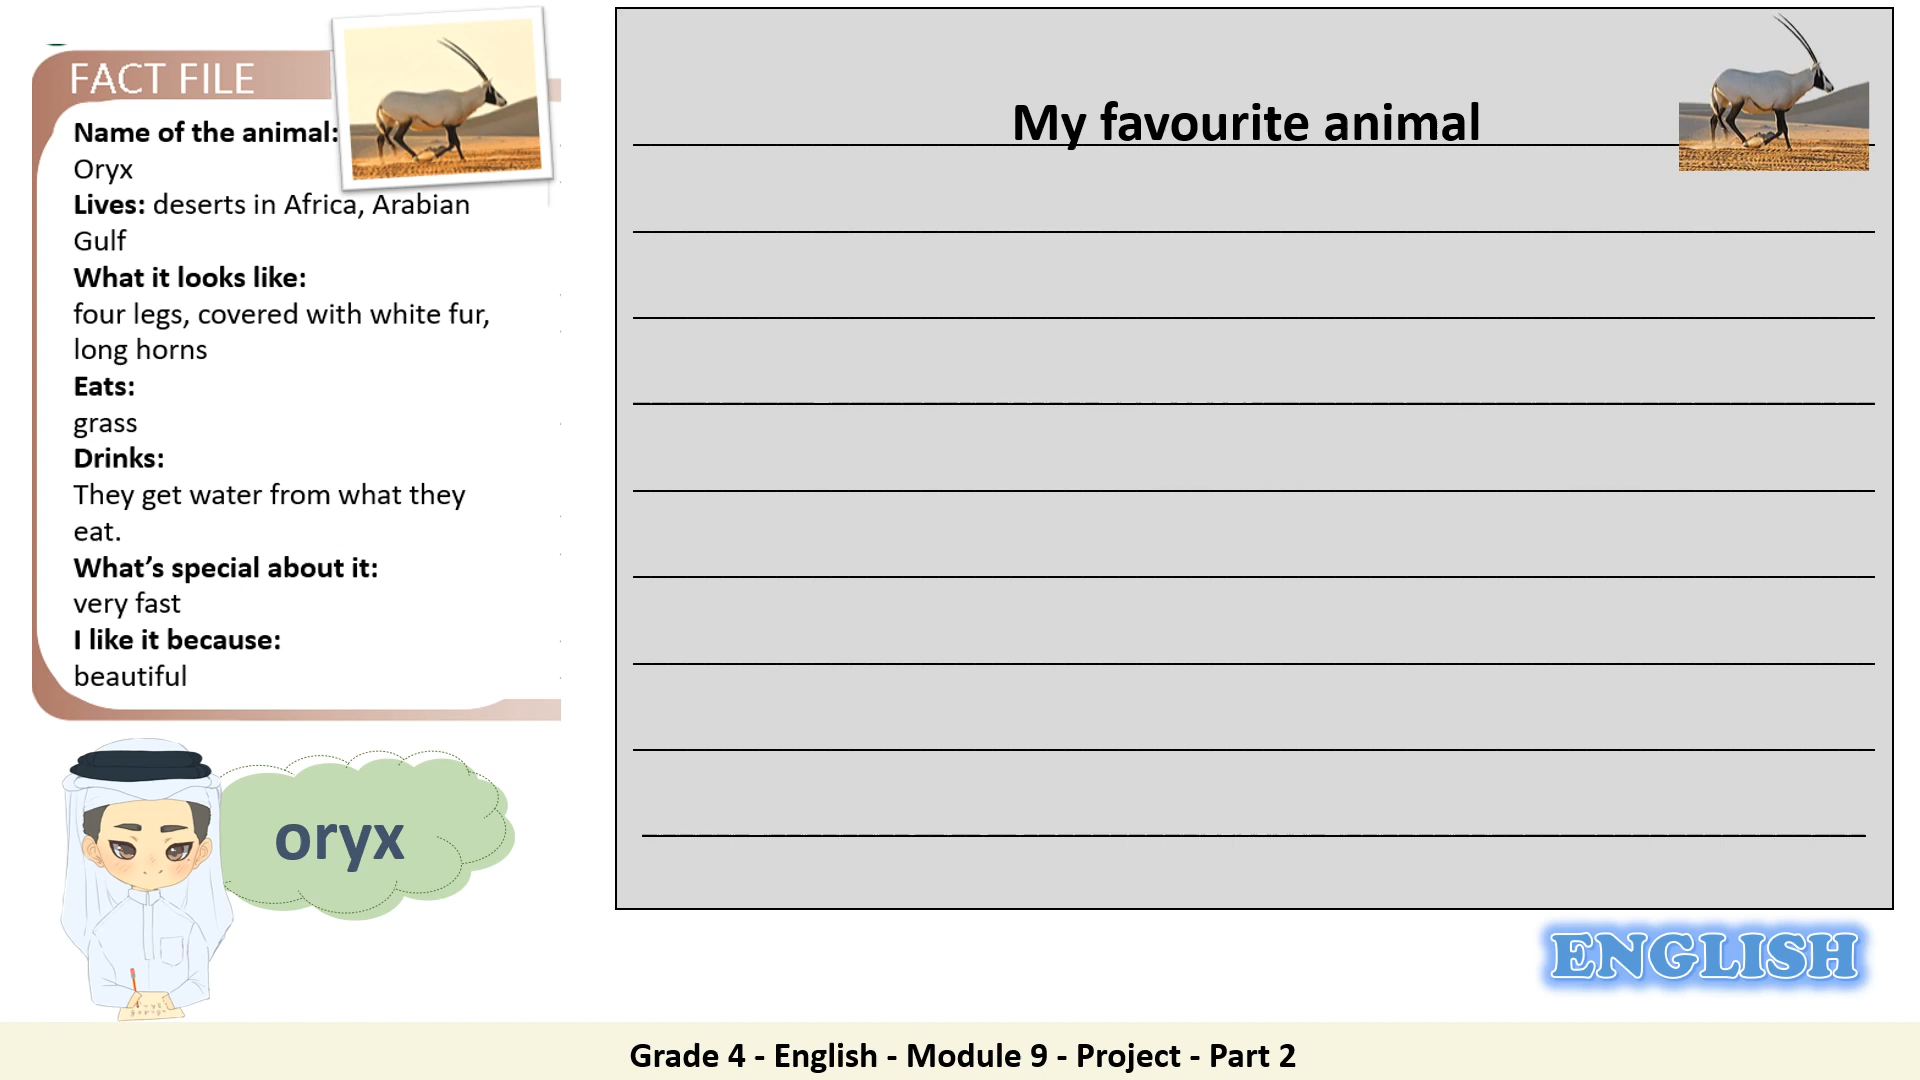 FACT FILE
Name of the animal:
Oryx
Lives: deserts in Africa, Arabian
Gulf
What it looks like:
four legs, covered with white fur,
long horns
Eats:
grass
Drinks:
They get water from what they
eat.
What’s special about it:
very fast
I like it because:
beautiful
oryx
My favourite animal
ENGLISH
Grade 4 - English - Module 9 - Project - Part 2